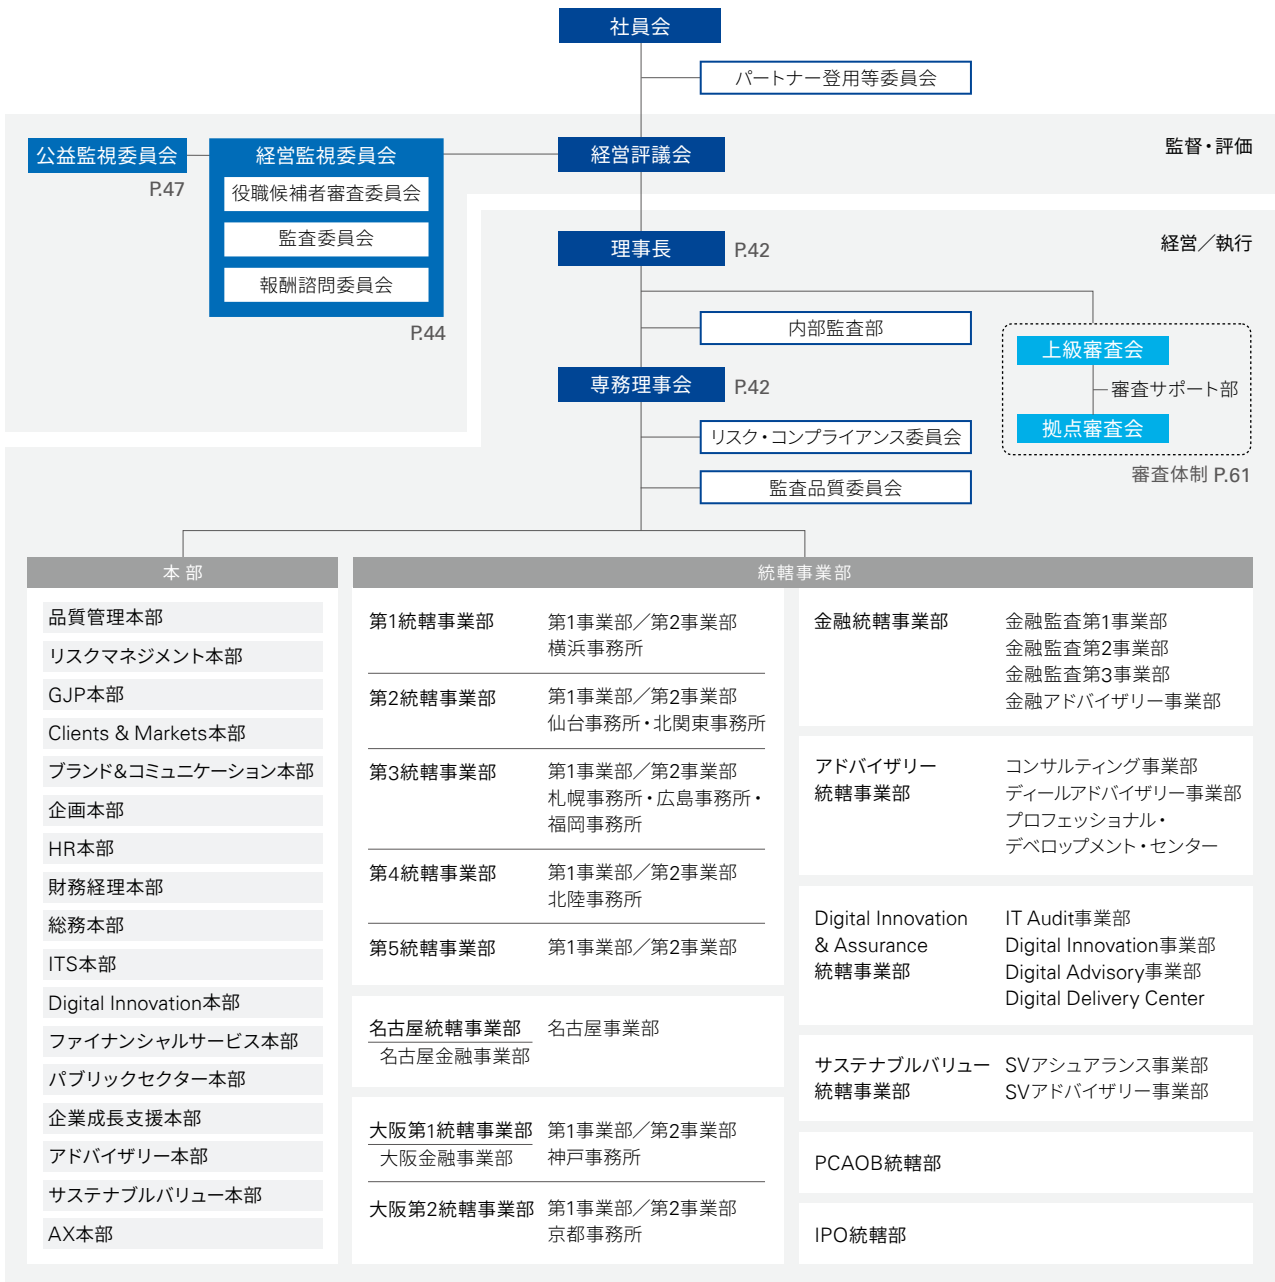 社員会
パートナー登用等委員会
監督・評価
公益監視委員会
P.47
経営監視委員会
役職候補者審査委員会
監査委員会
報酬諮問委員会
P.44
経営評議会
経営／執行
理事長
P.42
内部監査部
上級審査会
審査サポート部
拠点審査会
審査体制 P.61
専務理事会
P.42
リスク・コンプライアンス委員会
監査品質委員会
本部
品質管理本部
リスクマネジメント本部
GJP本部
Clients & Markets本部
ブランド&コミュニケーション本部
企画本部
HR本部
財務経理本部
総務本部
ITS本部
Digital Innovation本部
ファイナンシャルサービス本部
パブリックセクター本部
企業成長支援本部
アドバイザリー本部
サステナブルバリュー本部
AX本部
統轄事業部
第1統轄事業部
第1事業部／第2事業部
横浜事務所
第2統轄事業部
第1事業部／第2事業部
仙台事務所・北関東事務所
第3統轄事業部
第1事業部／第2事業部
札幌事務所・広島事務所・
福岡事務所
第4統轄事業部
第1事業部／第2事業部
北陸事務所
第5統轄事業部
第1事業部／第2事業部
名古屋統轄事業部
名古屋金融事業部
名古屋事業部
大阪第1統轄事業部
大阪金融事業部
第1事業部／第2事業部
神戸事務所
大阪第2統轄事業部
第1事業部／第2事業部
京都事務所
金融統轄事業部
金融監査第1事業部
金融監査第2事業部
金融監査第3事業部
金融アドバイザリー事業部
アドバイザリー
統轄事業部
コンサルティング事業部
ディールアドバイザリー事業部
プロフェッショナル・
デベロップメント・センター
Digital Innovation
& Assurance
統轄事業部
IT Audit事業部
Digital Innovation事業部
Digital Advisory事業部
Digital Delivery Center
サステナブルバリュー
統轄事業部
SVアシュアランス事業部
SVアドバイザリー事業部
PCAOB統轄部
IPO統轄部